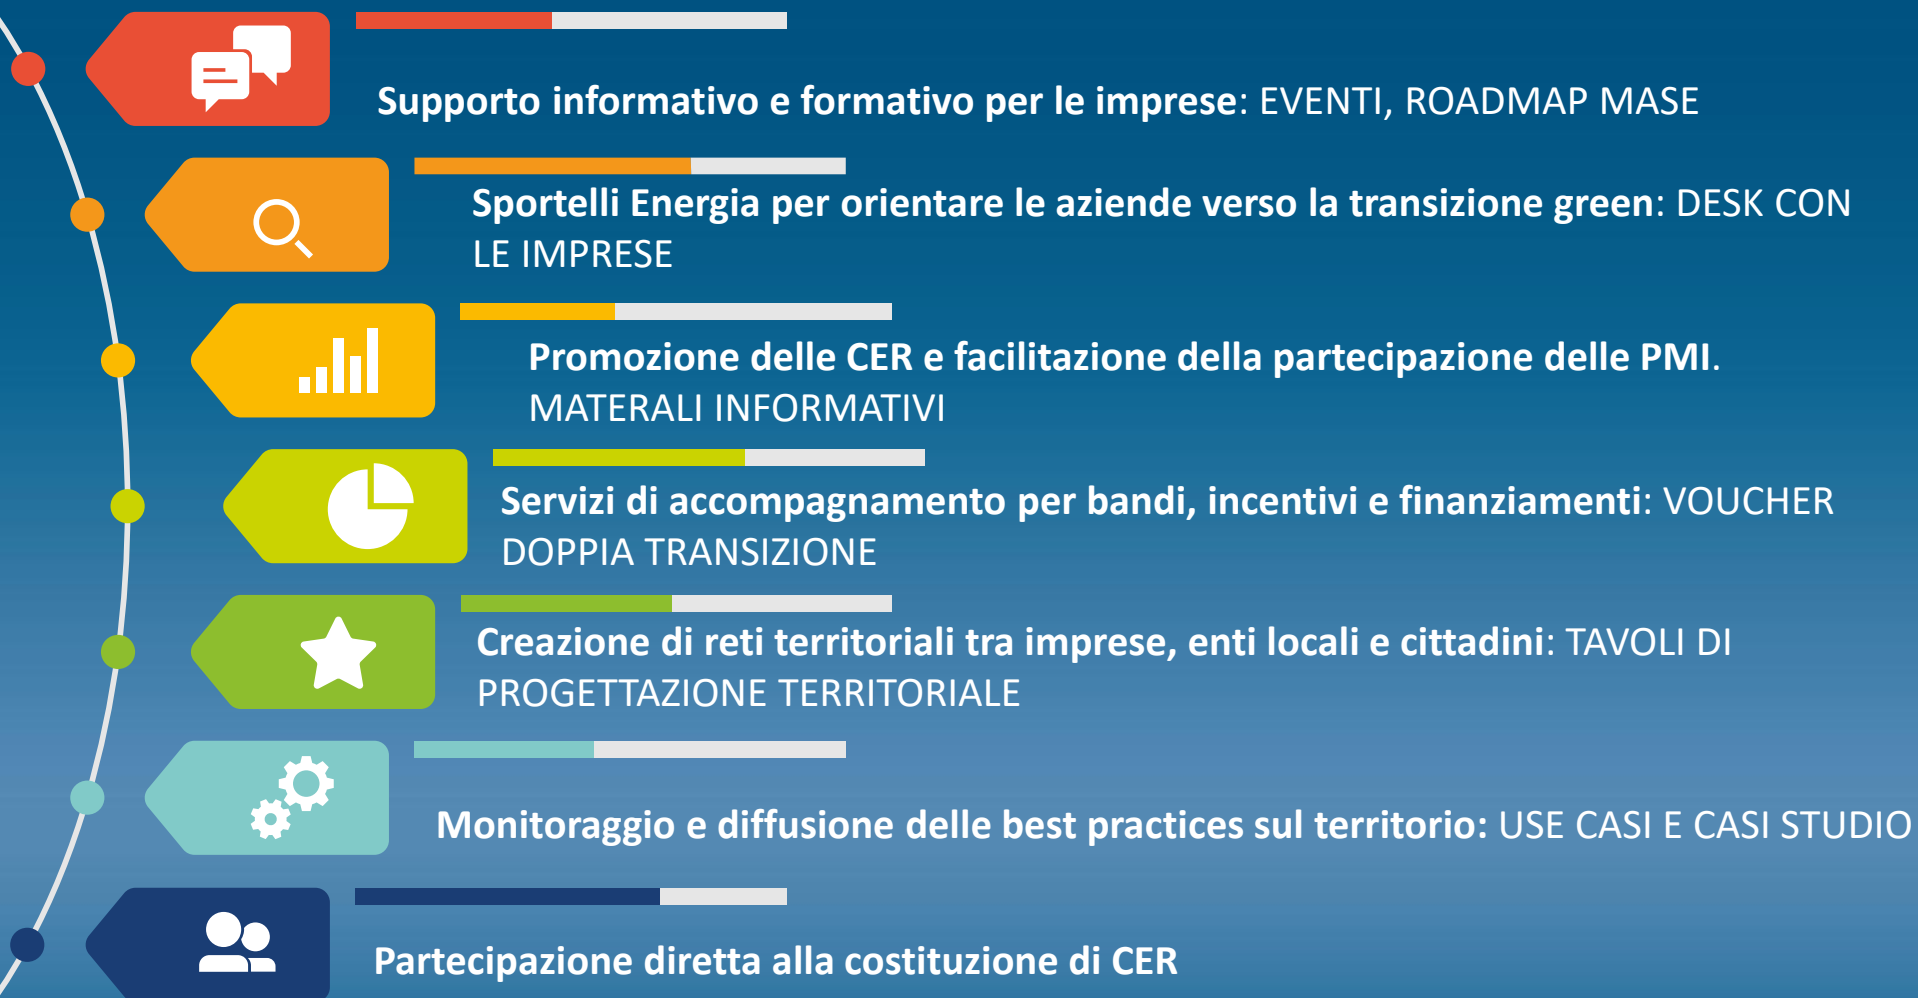 Supporto informativo e formativo per le imprese: EVENTI, ROADMAP MASE
Sportelli Energia per orientare le aziende verso la transizione green: DESK CON
LE IMPRESE
Promozione delle CER e facilitazione della partecipazione delle PMI.
MATERALI INFORMATIVI
Servizi di accompagnamento per bandi, incentivi e finanziamenti: VOUCHER
DOPPIA TRANSIZIONE
Creazione di reti territoriali tra imprese, enti locali e cittadini: TAVOLI DI
PROGETTAZIONE TERRITORIALE
Monitoraggio e diffusione delle best practices sul territorio: USE CASI E CASI STUDIO
Partecipazione diretta alla costituzione di CER